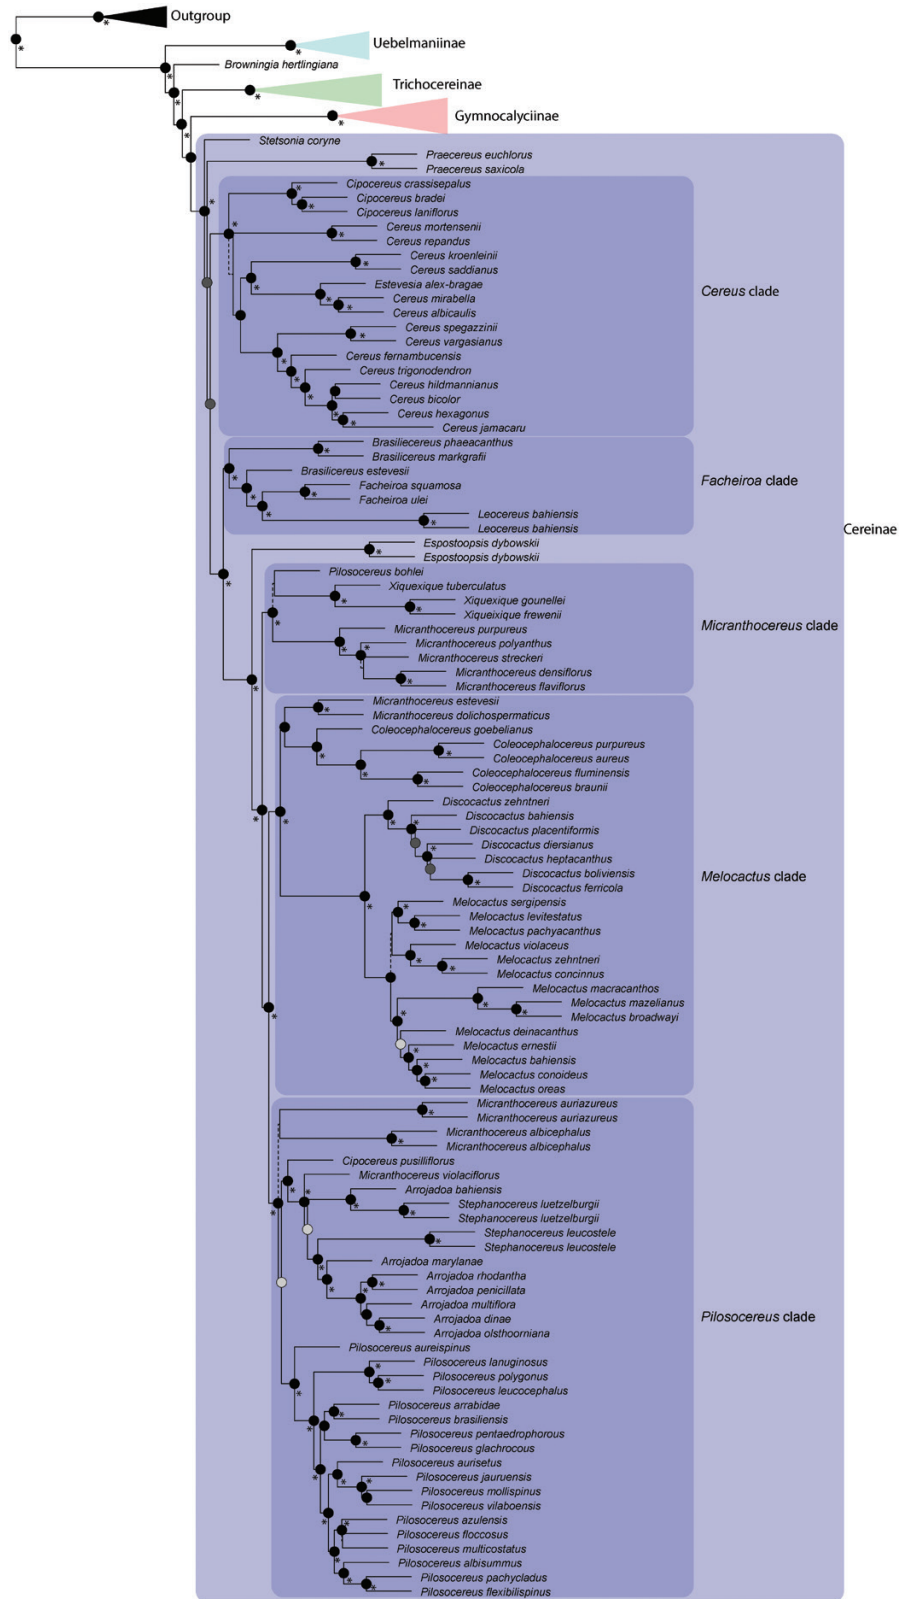 Outgroup
Uebelmaniinae
Browningia hertlingiana
Trichocereinae
Gymnocalyciinae
Stetsonia coryne
Praecereus euchlorus
Praecereus saxicola
Cipocereus crassisepalus
Cipocereus bradei
Cipocereus laniflorus
Cereus mortensenii
Cereus repandus
Cereus kroenleinii
Cereus saddianus
Estevesia alex-bragae
Cereus clade
Cereus mirabella
Cereus albicaulis
Cereus spegazzinii
Cereus vargasianus
Cereus fernambucensis
Cereus trigonodendron
Cereus hildmannianus
Cereus bicolor
Cereus hexagonus
Cereus jamacaru
Brasiliecereus phaeacanthus
Brasilicereus markgrafii
Brasilicereus estevesii
Facheiroa clade
Facheiroa squamosa
Facheiroa ulei
Leocereus bahiensis
Leocereus bahiensis
Cereinae
Espostoopsis dybowskii
Espostoopsis dybowskii
Pilosocereus bohlei
Xiquexique tuberculatus
Xiquexique gounellei
Xiqueixique frewenii
Micranthocereus clade
Micranthocereus purpureus
Micranthocereus polyanthus
Micranthocereus streckeri
Micranthocereus densiflorus
Micranthocereus flaviflorus
Micranthocereus estevesii
Micranthocereus dolichospermaticus
Coleocephalocereus goebelianus
Coleocephalocereus purpureus
Coleocephalocereus aureus
Coleocephalocereus fluminensis
Coleocephalocereus braunii
Discocactus zehntneri
Discocactus bahiensis
Discocactus placentiformis
Discocactus diersianus
Discocactus heptacanthus
Discocactus boliviensis
Melocactus clade
Discocactus ferricola
Melocactus sergipensis
Melocactus levitestatus
Melocactus pachyacanthus
Melocactus violaceus
Melocactus zehntneri
Melocactus concinnus
Melocactus macracanthos
Melocactus mazelianus
Melocactus broadwayi
Melocactus deinacanthus
Melocactus ernestii
Melocactus bahiensis
Melocactus conoideus
Melocactus oreas
Micranthocereus auriazureus
Micranthocereus auriazureus
Micranthocereus albicephalus
Micranthocereus albicephalus
Cipocereus pusilliflorus
Micranthocereus violaciflorus
Arrojadoa bahiensis
Stephanocereus luetzelburgii
Stephanocereus luetzelburgii
Stephanocereus leucostele
Stephanocereus leucostele
Arrojadoa marylanae
Arrojadoa rhodantha
Arrojadoa penicillata
Arrojadoa multiflora
Arrojadoa dinae
Pilosocereus clade
Arrojadoa olsthoorniana
Pilosocereus aureispinus
Pilosocereus lanuginosus
Pilosocereus polygonus
Pilosocereus leucocephalus
Pilosocereus arrabidae
Pilosocereus brasiliensis
Pilosocereus pentaedrophorous
Pilosocereus glachrocous
Pilosocereus aurisetus
Pilosocereus jauruensis
Pilosocereus mollispinus
Pilosocereus vilaboensis
Pilosocereus azulensis
Pilosocereus floccosus
Pilosocereus multicostatus
Pilosocereus albisummus
Pilosocereus pachycladus
Pilosocereus flexibilispinus